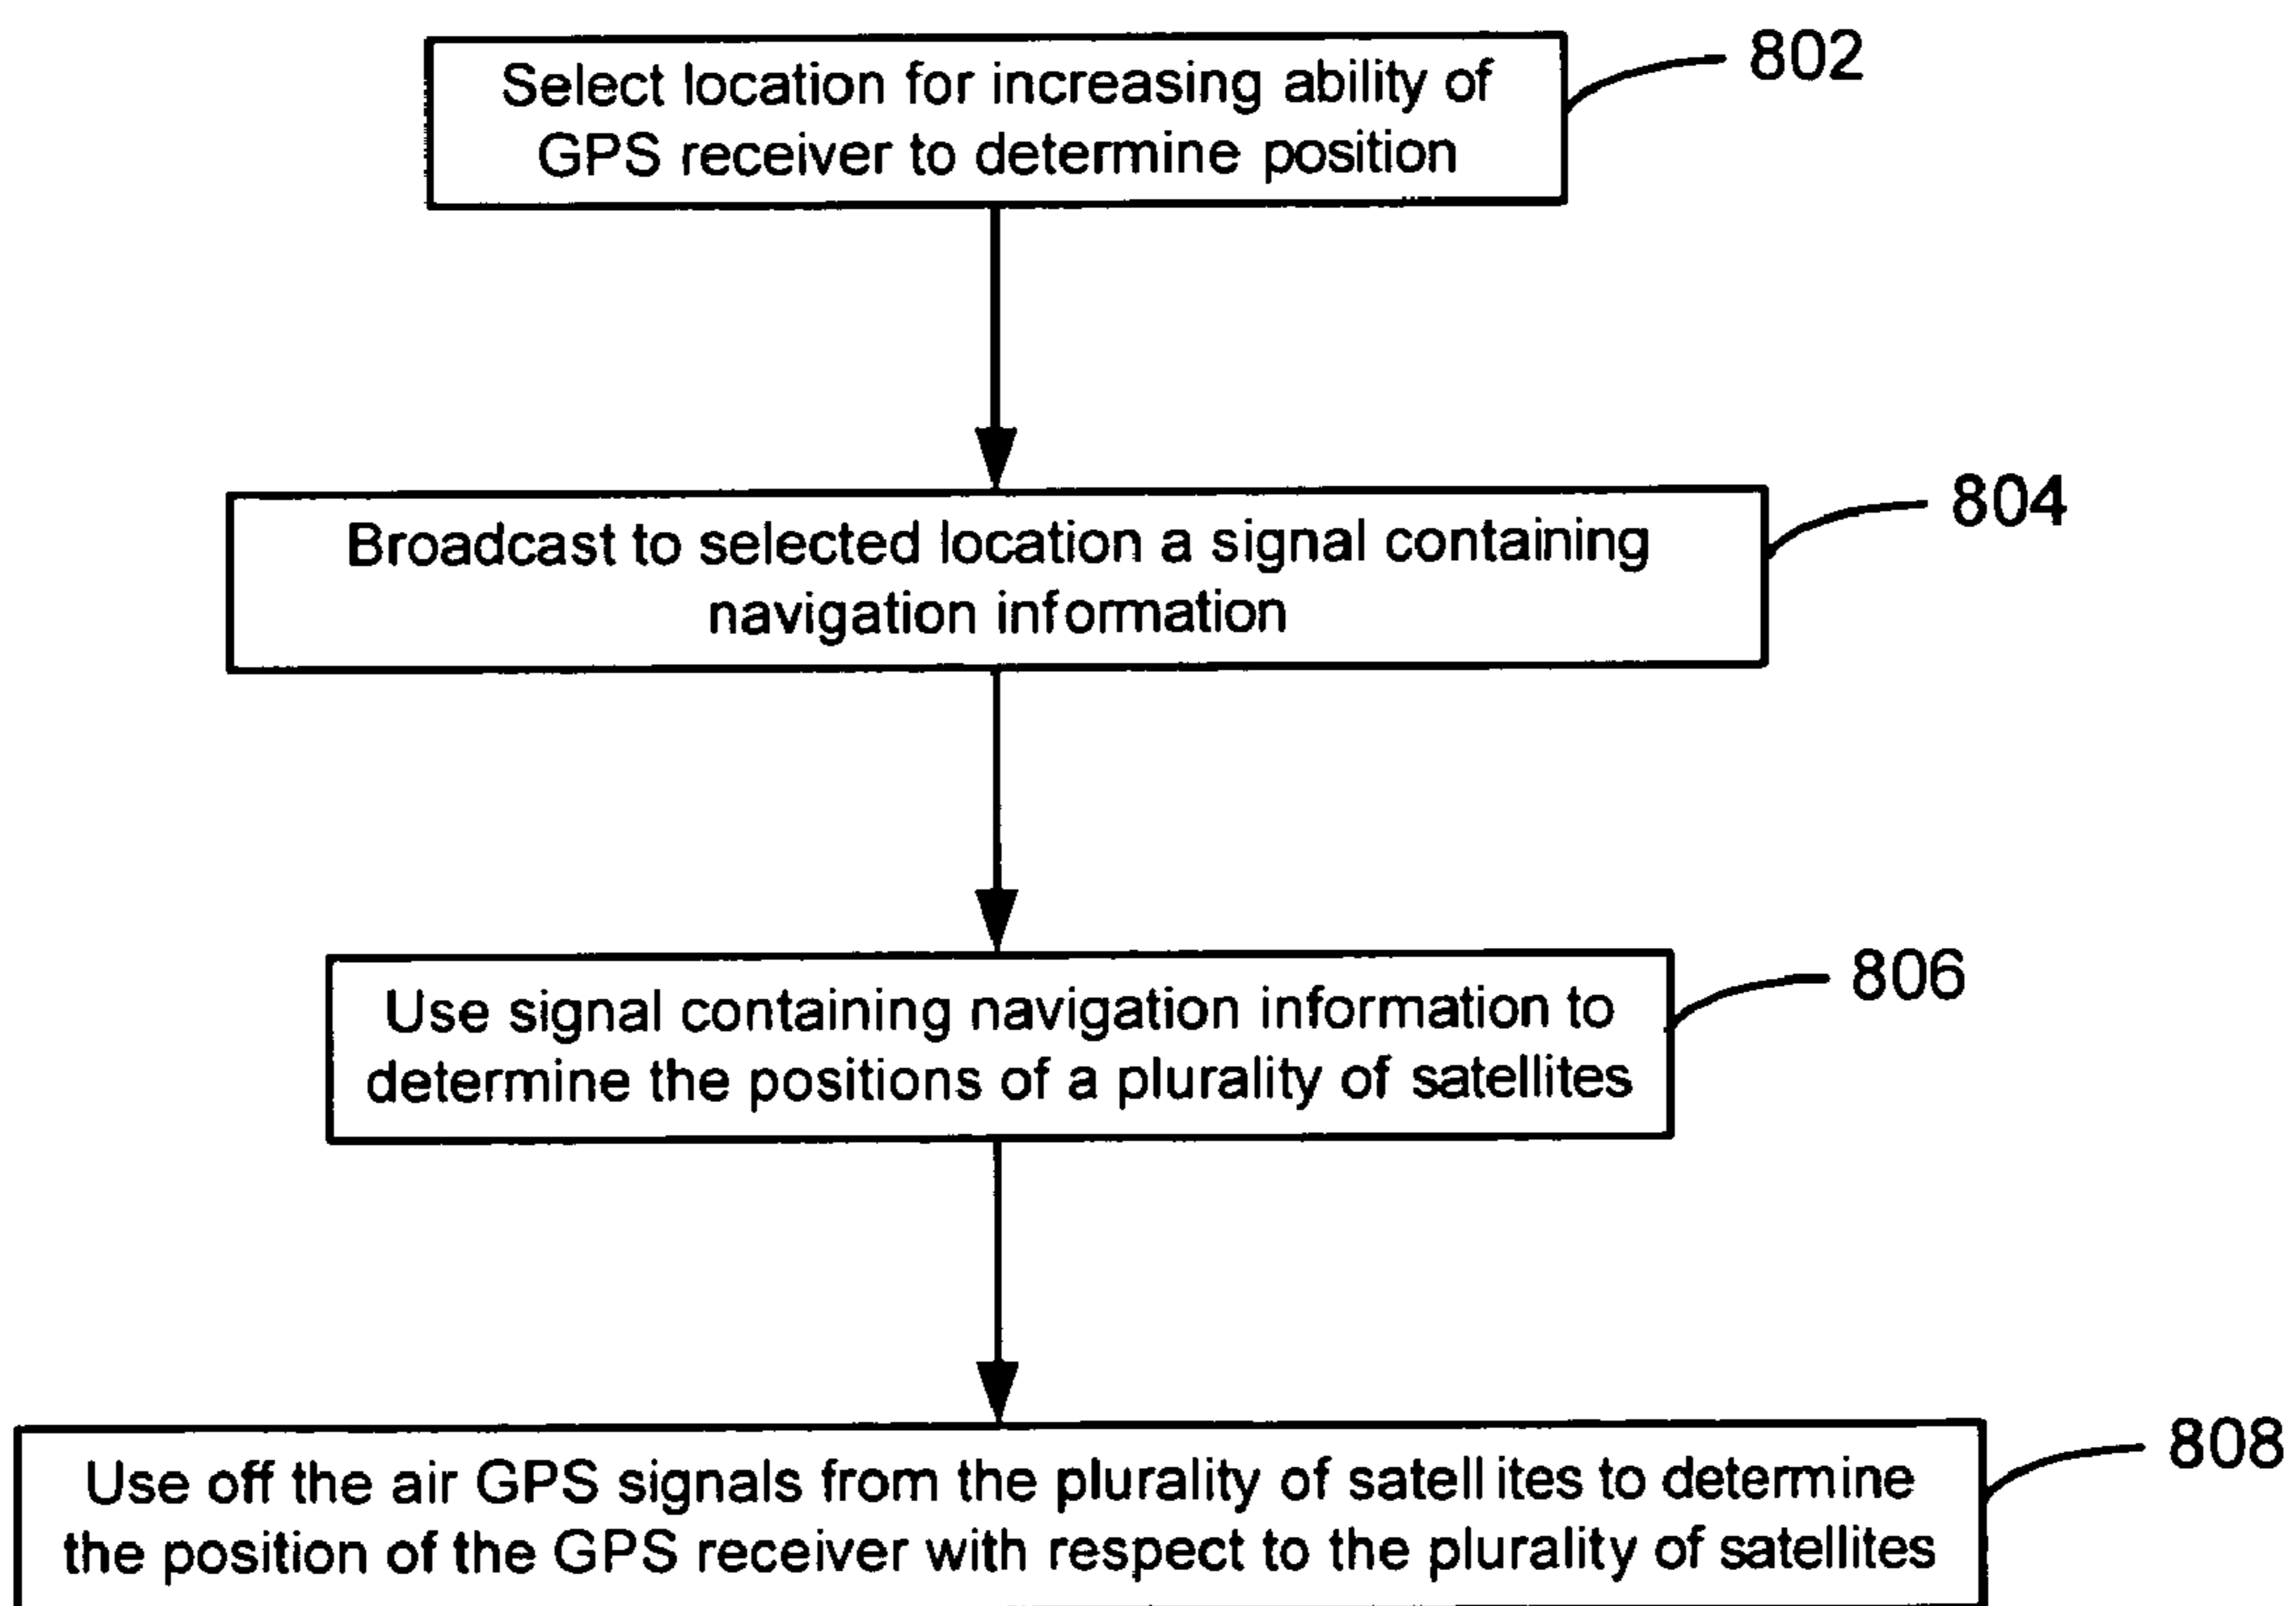 Select location for increasing ability of
GPS receiver to determine position
802
Broadcast to selected location a signal containing
navigation information
804
Use signal containing navigation information to
determine the positions of a plurality of satellites
806
Use off the air GPS signals from the plurality of satellites to determine
the position of the GPS receiver with respect to the plurality of satellites
808